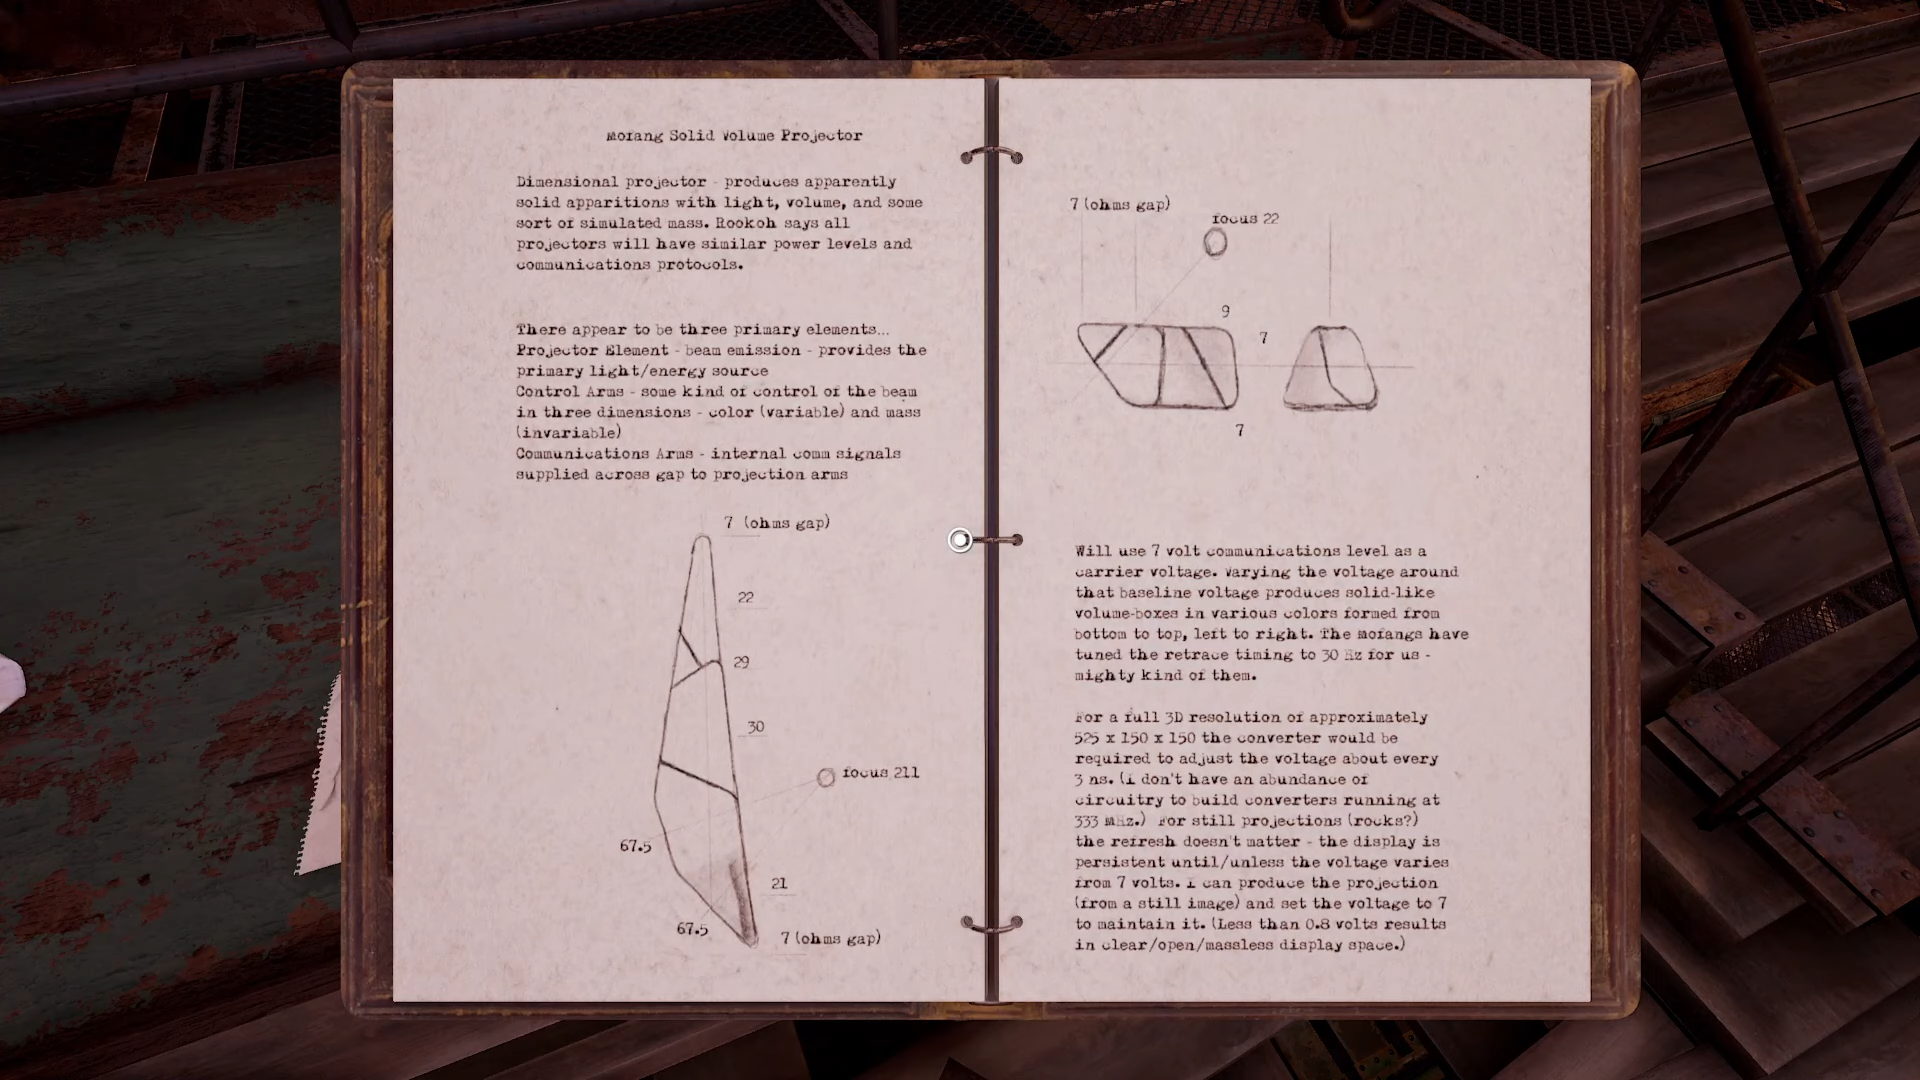 Mofang Solid Volume Projector
Dimensional projector - produces apparently
solid apparitions with light, volume, and some
sort of simulated mass. Rookoh says all
projectors will have similar power levels and
communications protocols.
There appear to be three primary elements...
Projector Element - beam emission - provides the
primary light/energy source
Control Arms - some kind of control of the beam
in three dimensions - color (variable) and mass
(invariable)
Communications Arms - internal comm signals
supplied across gap to projection arms
7 (ohms gap)
22
29
30
focus 211
67.5
21
67.5
7 (ohms gap)
7 (ohms gap)
focus 22
9
7
7
Will use 7 volt communications level as a
carrier voltage. Varying the voltage around
that baseline voltage produces solid-like
volume-boxes in various colors formed from
bottom to top, left to right. The mofangs have
tuned the retrace timing to 30 Hz for us -
mighty kind of them.
For a full 3D resolution of approximately
525 x 150 x 150 the converter would be
required to adjust the voltage about every
3 ns. (I don't have an abundance of
circuitry to build converters running at
333 MHz.) For still projections (rocks?)
the refresh doesn't matter - the display is
persistent until/unless the voltage varies
from 7 volts. I can produce the projection
(from a still image) and set the voltage to 7
to maintain it. (Less than 0.8 volts results
in clear/open/massless display space.)